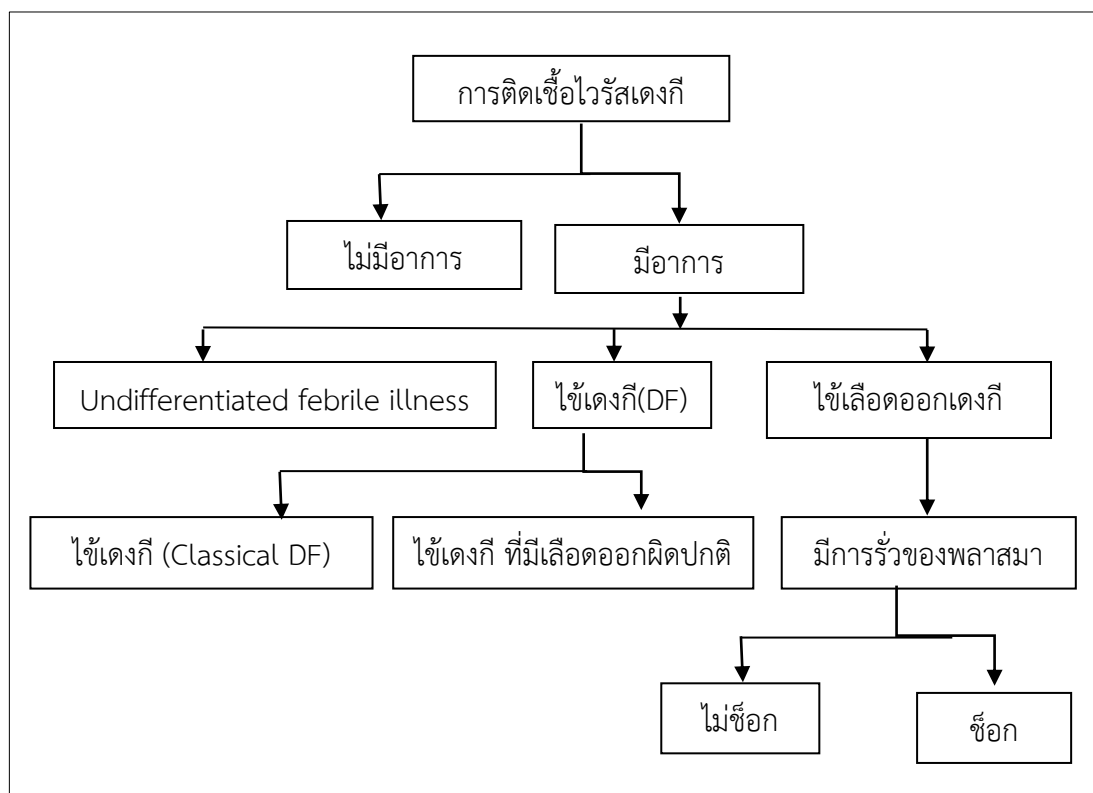 การติดเชื้อไวรัสเดงกี
ไม่มีอาการ
มีอาการ
Undifferentiated febrile illness
ไข้เดงกี(DF)
ไข้เลือดออกเดงกี
ไข้เดงกี (Classical DF)
ไข้เดงกี ที่มีเลือดออกผิดปกติ
มีการรั่วของพลาสมา
ไม่ช็อก
ช็อก